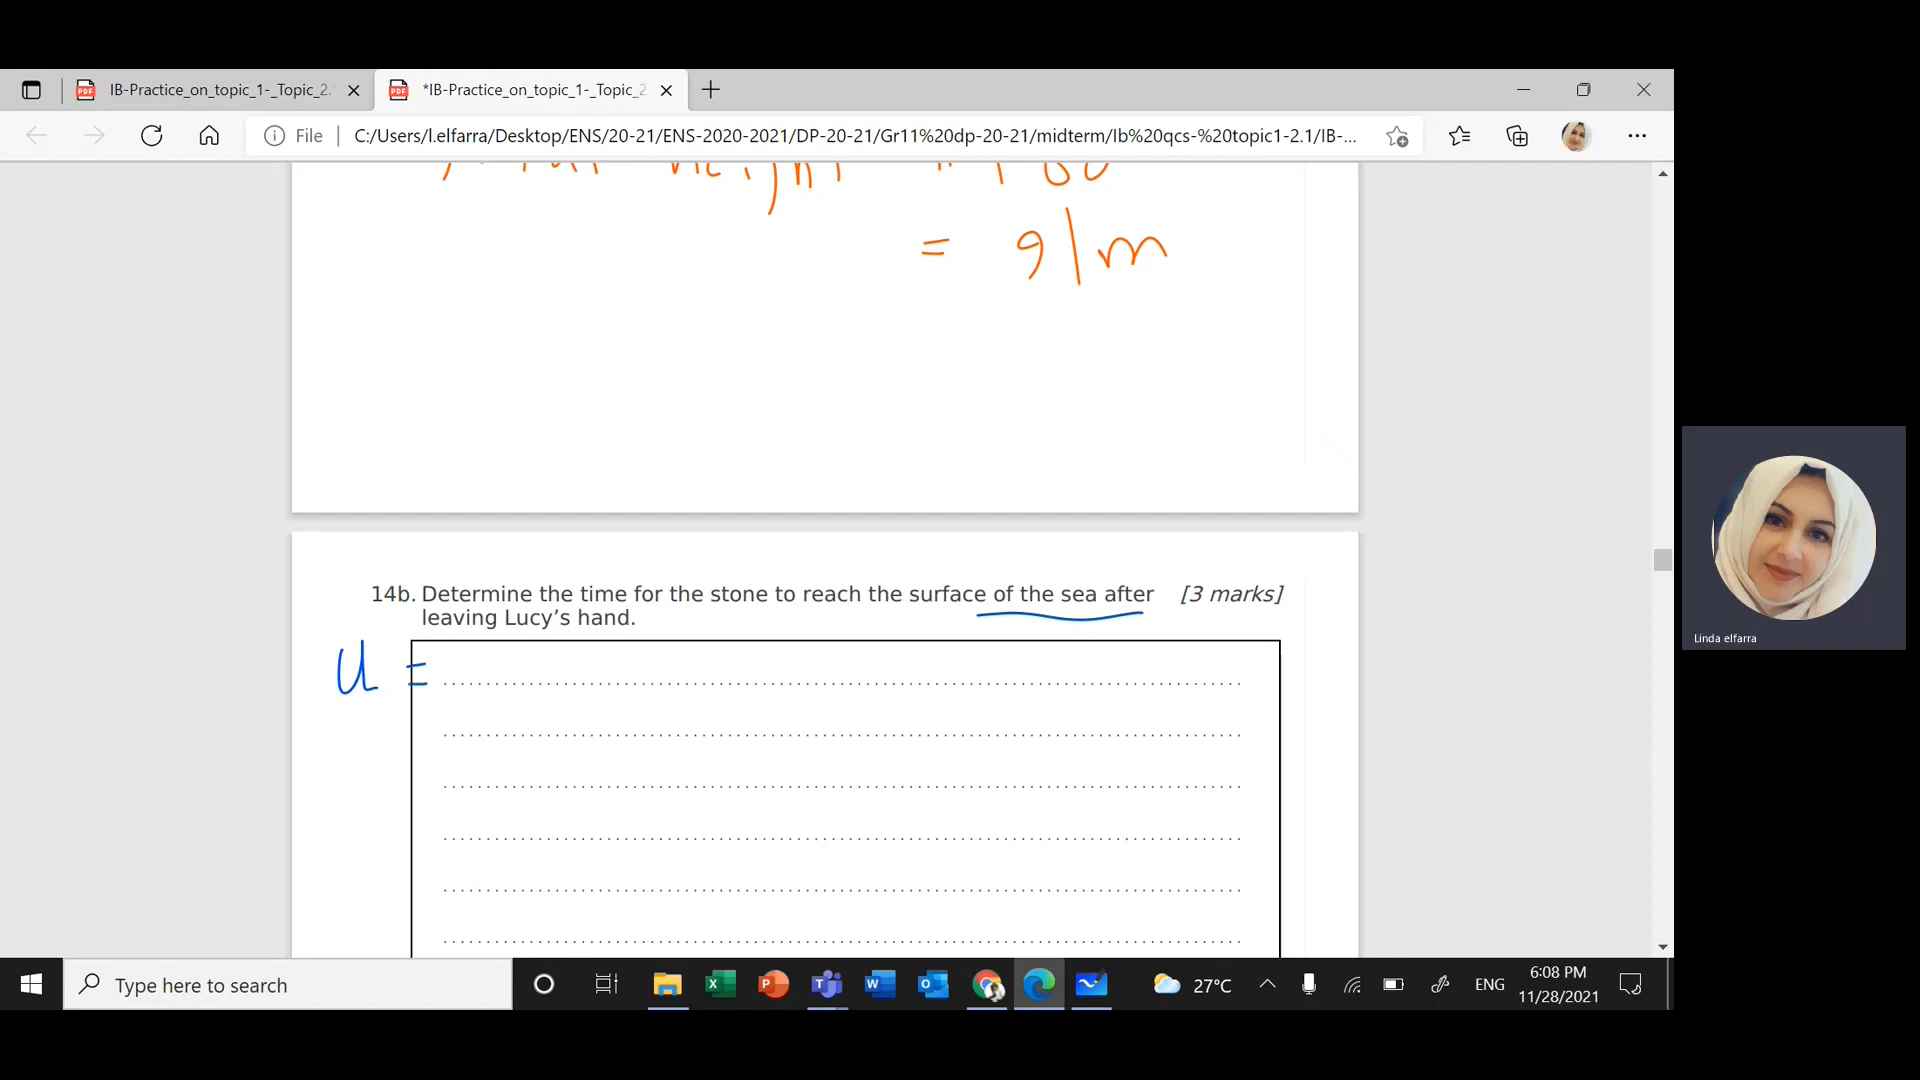 IB-Practice_on_topic_1-_Topic_2.
*IB-Practice_on_topic_1-_Topic_2
File
C:/Users/l.elfarra/Desktop/ENS/20-21/ENS-2020-2021/DP-20-21/Gr11%20dp-20-21/midterm/Ib%20qcs-%20topic1-2.1/IB-...
height
= 91m
14b. Determine the time for the stone to reach the surface of the sea after [3 marks]
leaving Lucy’s hand.
u =
Linda elfarra
Type here to search
27°C
ENG
6:08 PM
11/28/2021